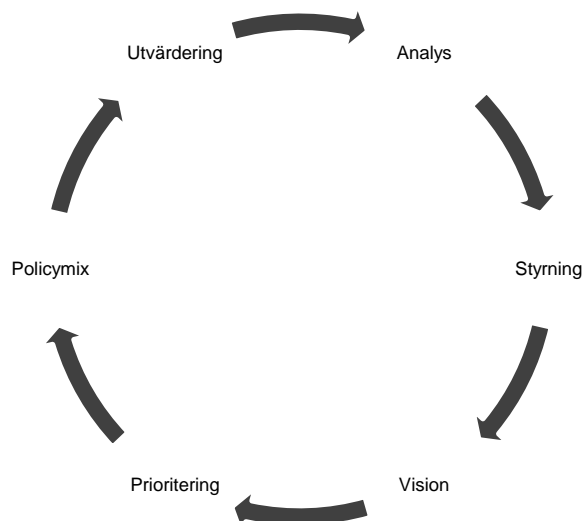 Utvärdering
Analys
Styrning
Vision
Prioritering
Policymix